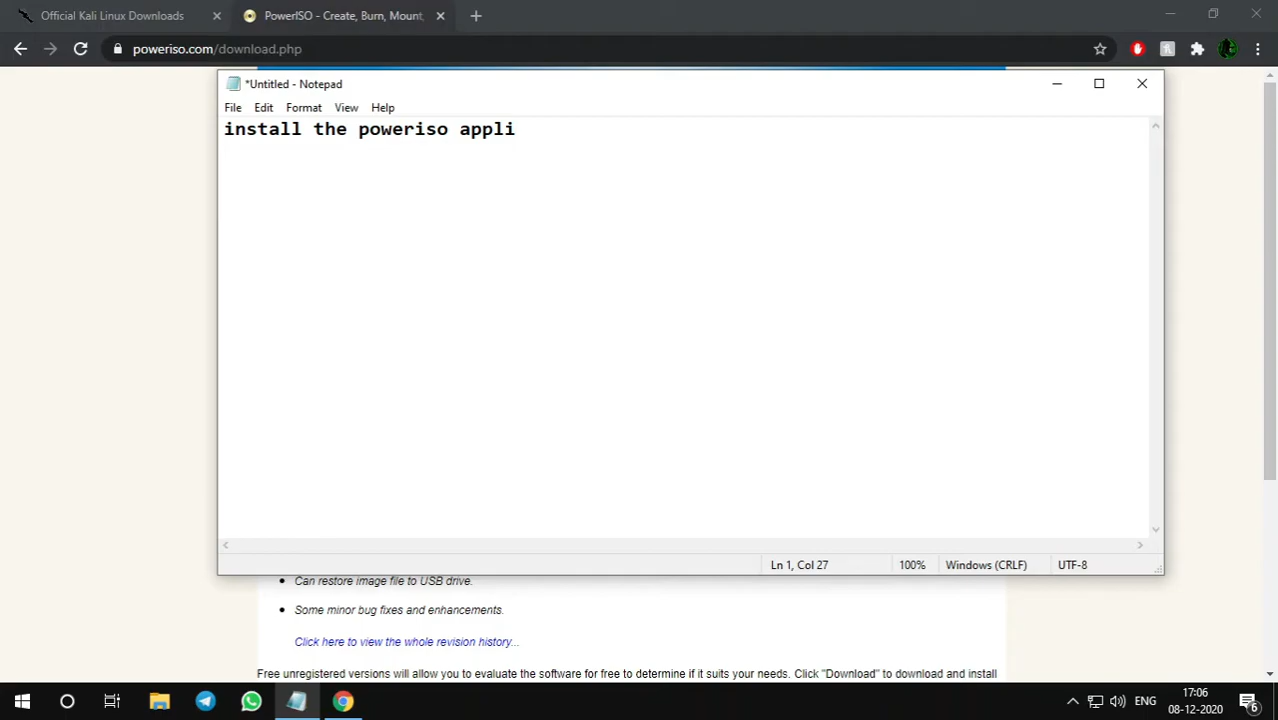 Official Kali Linux Downloads
PowerISO - Create, Burn, Mount,
poweriso.com/download.php
*Untitled - Notepad
File Edit Format View Help
install the poweriso appli
Ln 1, Col 27 100% Windows (CRLF) UTF-8
Can restore image file to USB drive.
Some minor bug fixes and enhancements.
Click here to view the whole revision history...
Free unregistered versions will allow you to evaluate the software for free to determine if it suits your needs. Click "Download" to download and install
ENG
17:06
08-12-2020
6